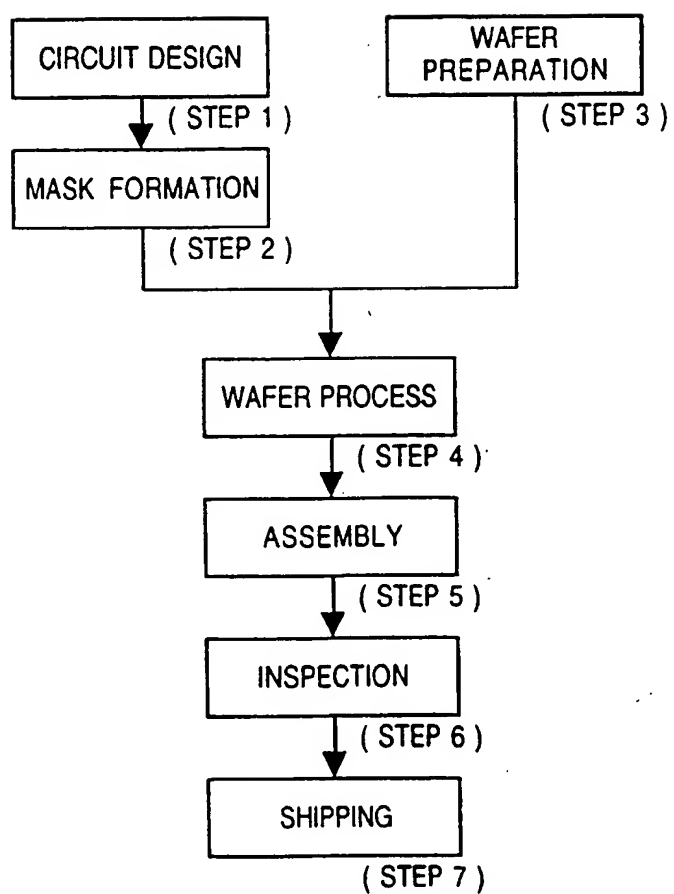 CIRCUIT DESIGN
( STEP 1 )
MASK FORMATION
( STEP 2 )
WAFER
PREPARATION
( STEP 3 )
WAFER PROCESS
( STEP 4 )
ASSEMBLY
( STEP 5 )
INSPECTION
( STEP 6 )
SHIPPING
( STEP 7 )